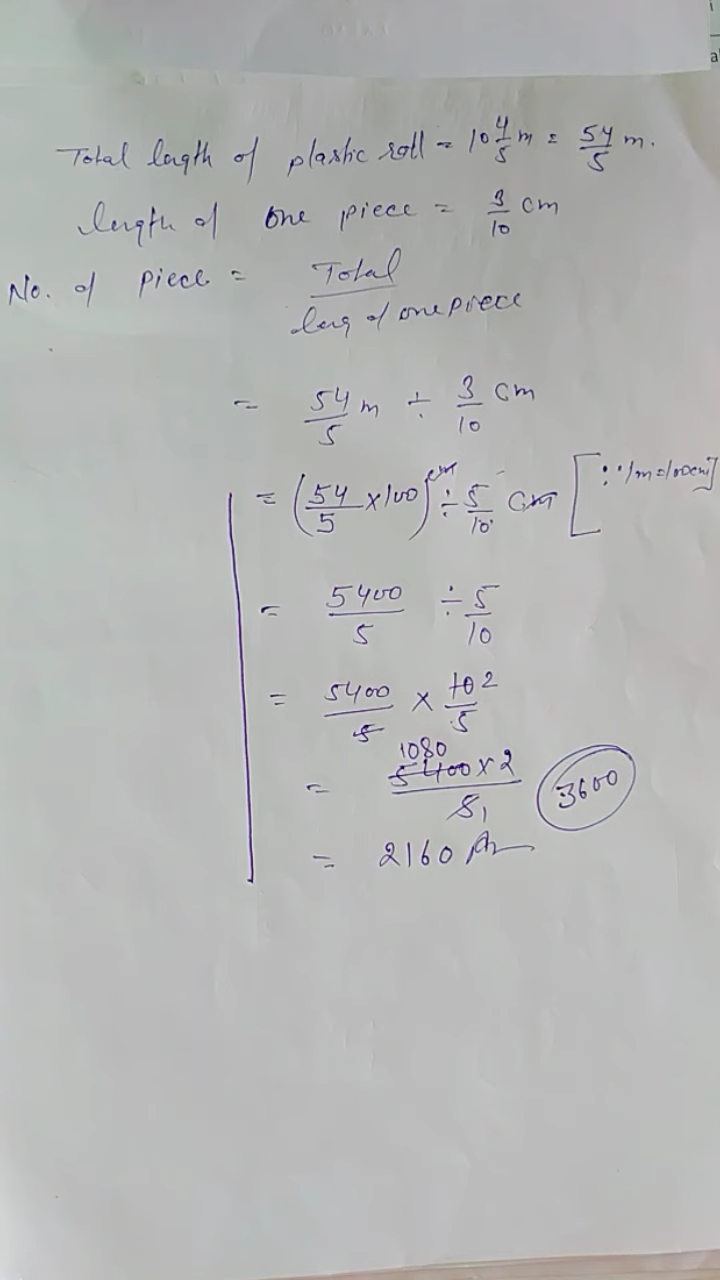 Total length of plastic roll = 10 4/5 m = 54/5 m.
length of one piece = 3/10 cm
No. of piece = Total / leng of one piece
= 54/5 m ÷ 3/10 cm
= (54/5 × 100) cm ÷ 5/10 cm [∵ 1m = 100cm]
= 5400/5 ÷ 5/10
= 5400/5 × 10 2/5
1080
= 5400 × 2 / 5 1
3600
= 2160